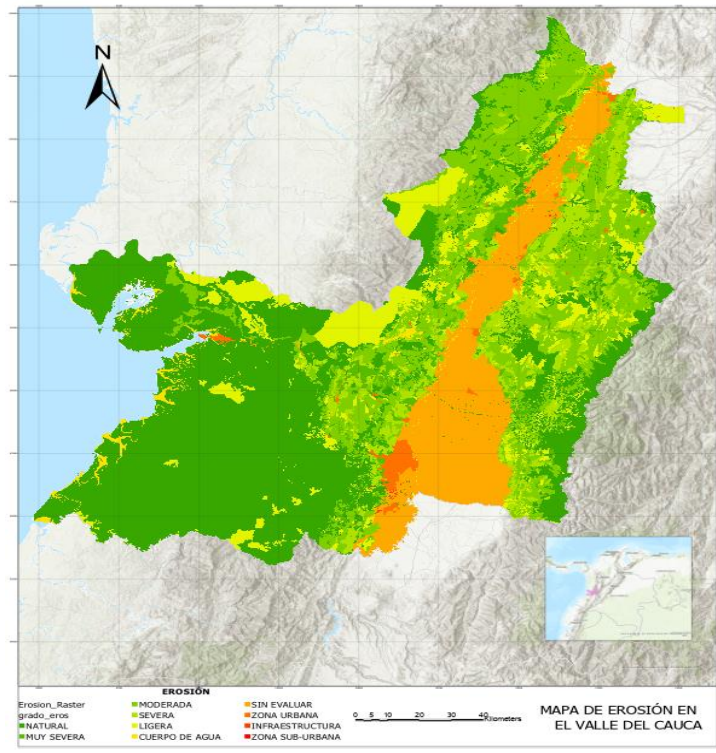 N
EROSIÓN
Erosion_Raster
grado_eros
NATURAL
MUY SEVERA
MODERADA
SEVERA
LIGERA
CUERPO DE AGUA
SIN EVALUAR
ZONA URBANA
INFRAESTRUCTURA
ZONA SUB-URBANA
0 5 10 20 30 40
Kilometers
MAPA DE EROSIÓN EN
EL VALLE DEL CAUCA